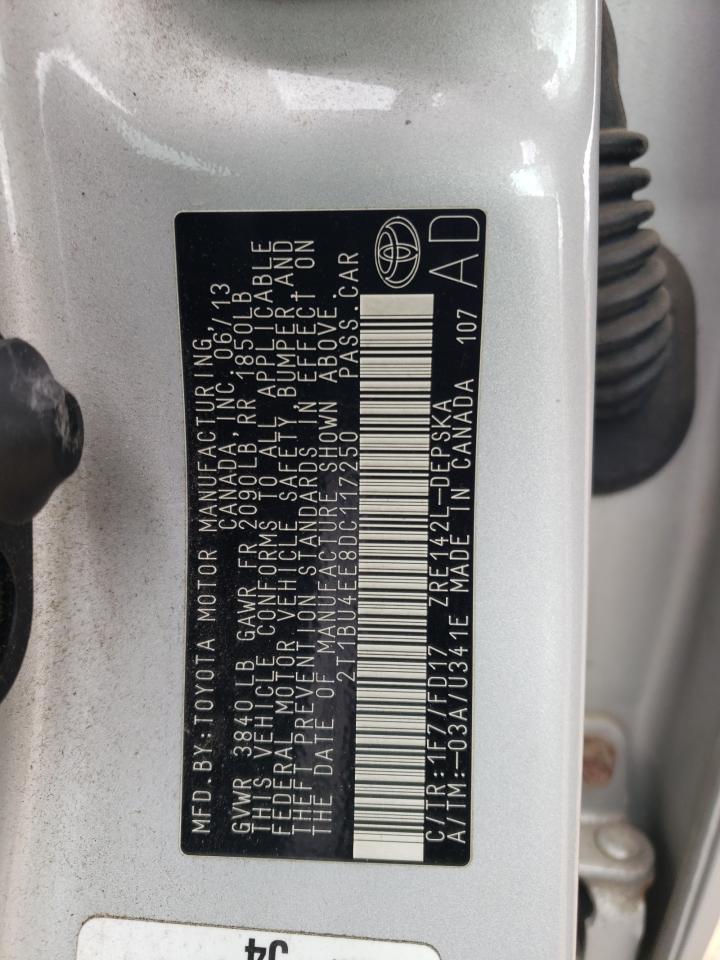 MFD.BY:TOYOTA MOTOR MANUFACTURING,
CANADA,INC.06/13
GVWR 3840LB GAWR FR 2090LB,RR 1850LB
THIS VEHICLE CONFORMS TO ALL APPLICABLE
FEDERAL MOTOR VEHICLE SAFETY,BUMPER,AND
THEFT PREVENTION STANDARDS IN EFFECT ON
THE DATE OF MANUFACTURE SHOWN ABOVE.
2T1BU4EE8DC117250 PASS.CAR
C/TR:1F7/FD17 ZRE142L-DEPSKA
A/TM:-03A/U341E MADE IN CANADA 107
AD
J4